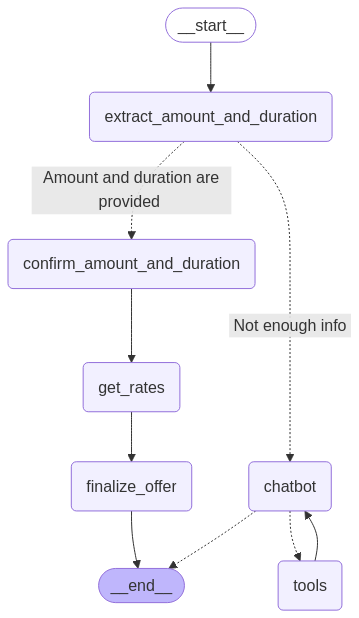 __start__
extract_amount_and_duration
Amount and duration are
provided
confirm_amount_and_duration
Not enough info
get_rates
finalize_offer
chatbot
__end__
tools